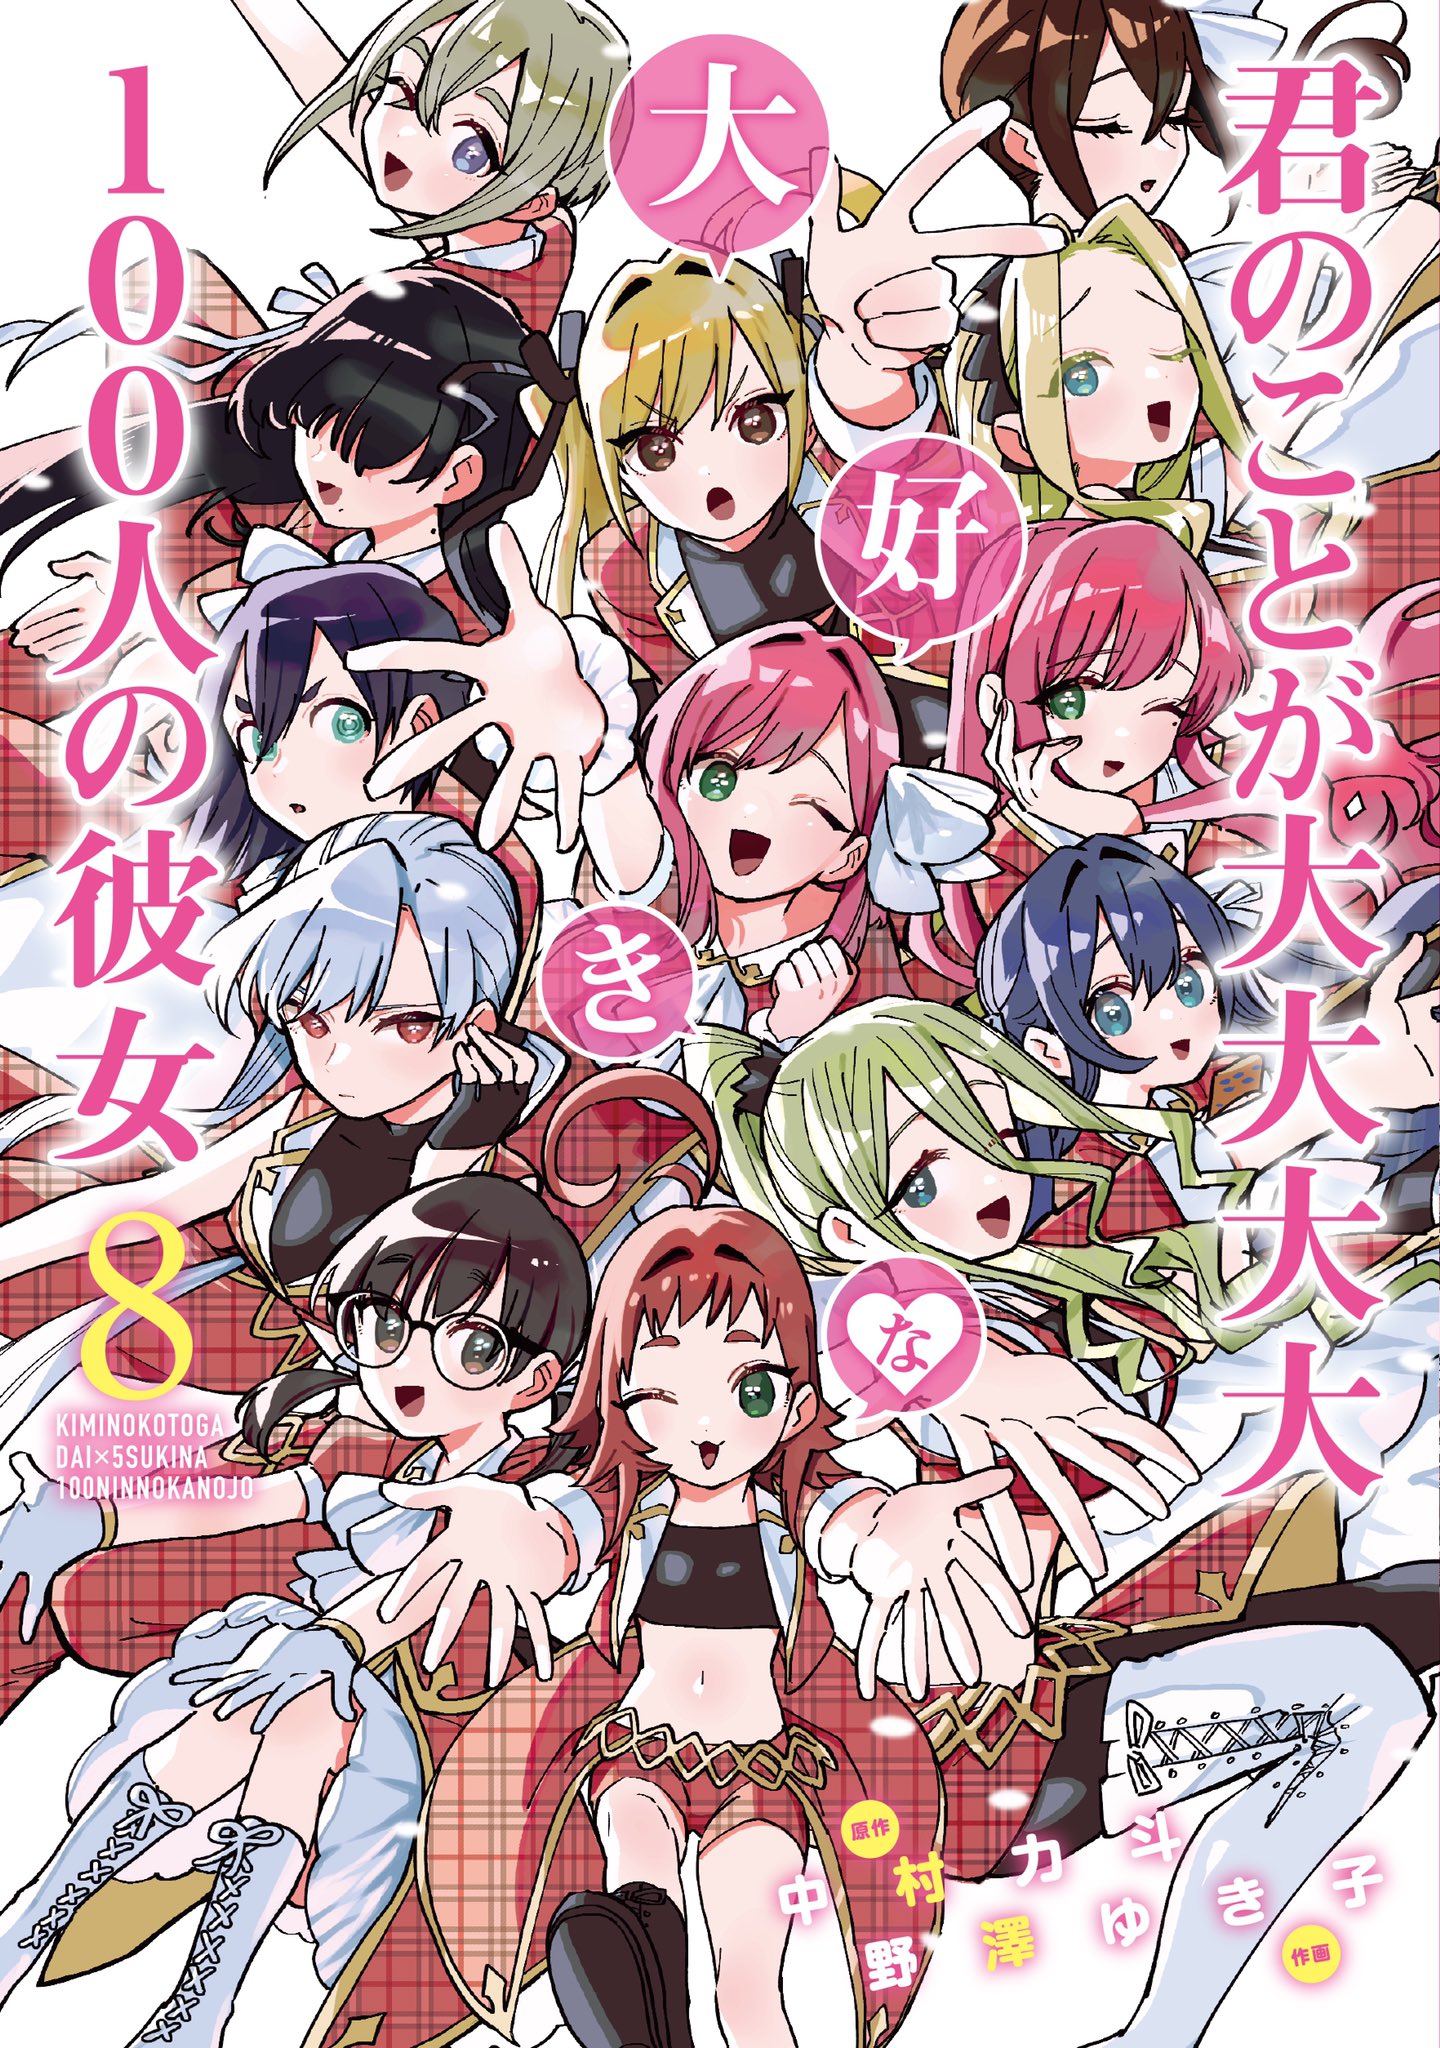 君のことが大大大大
大
好
き
な
100人の彼女
8
KIMINOKOTOGA
DAI×5SUKINA
100NINNOKANOJO
原作
中村力斗
野澤ゆき子
作画